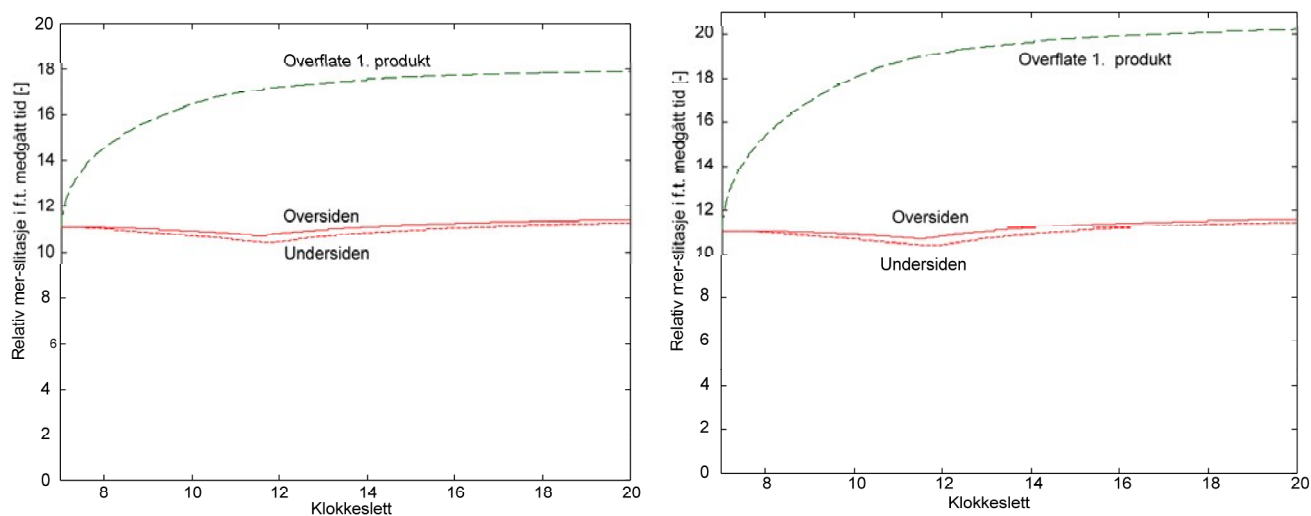 20
18
16
14
12
10
8
6
4
2
0
Relativ mer-slitasje i f.t. medgått tid [-]
Overflate 1. produkt
Oversiden
Undersiden
8 10 12 14 16 18 20
Klokkeslett
20
18
16
14
12
10
8
6
4
2
0
Relativ mer-slitasje i f.t. medgått tid [-]
Overflate 1. produkt
Oversiden
Undersiden
8 10 12 14 16 18 20
Klokkeslett